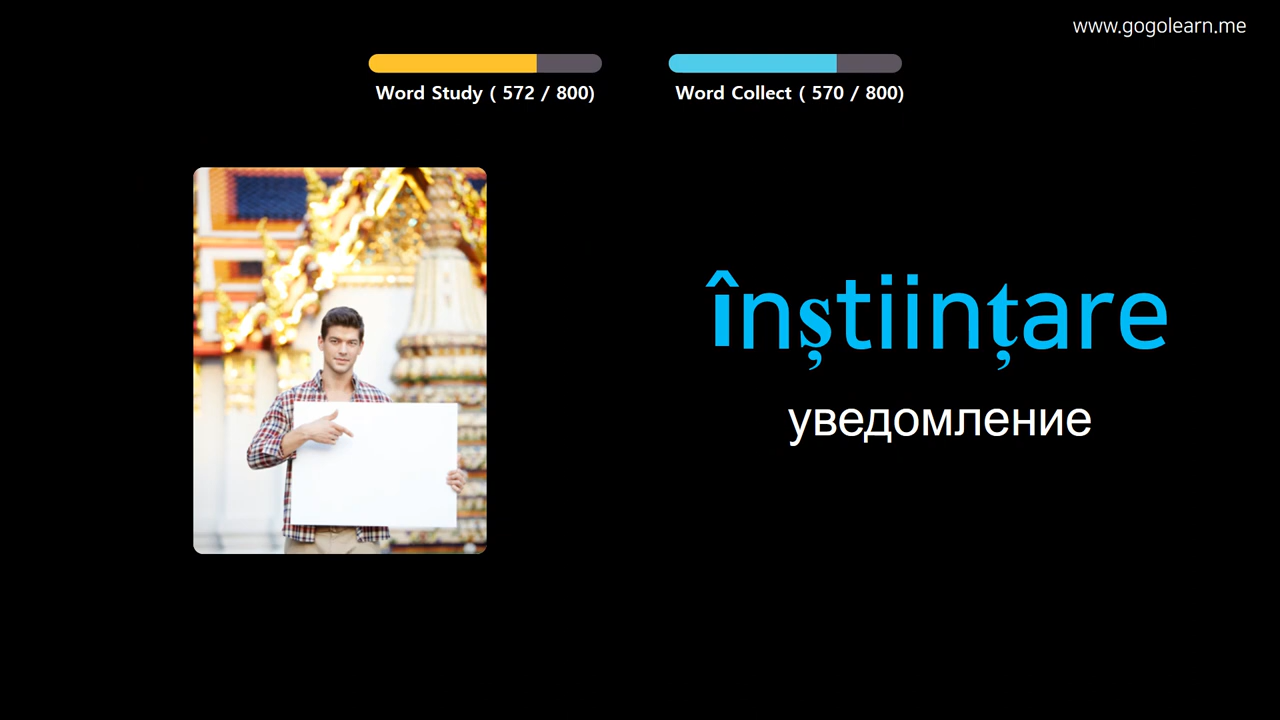 www.gogolearn.me
Word Study ( 572 / 800)
Word Collect ( 570 / 800)
înștiințare
уведомление